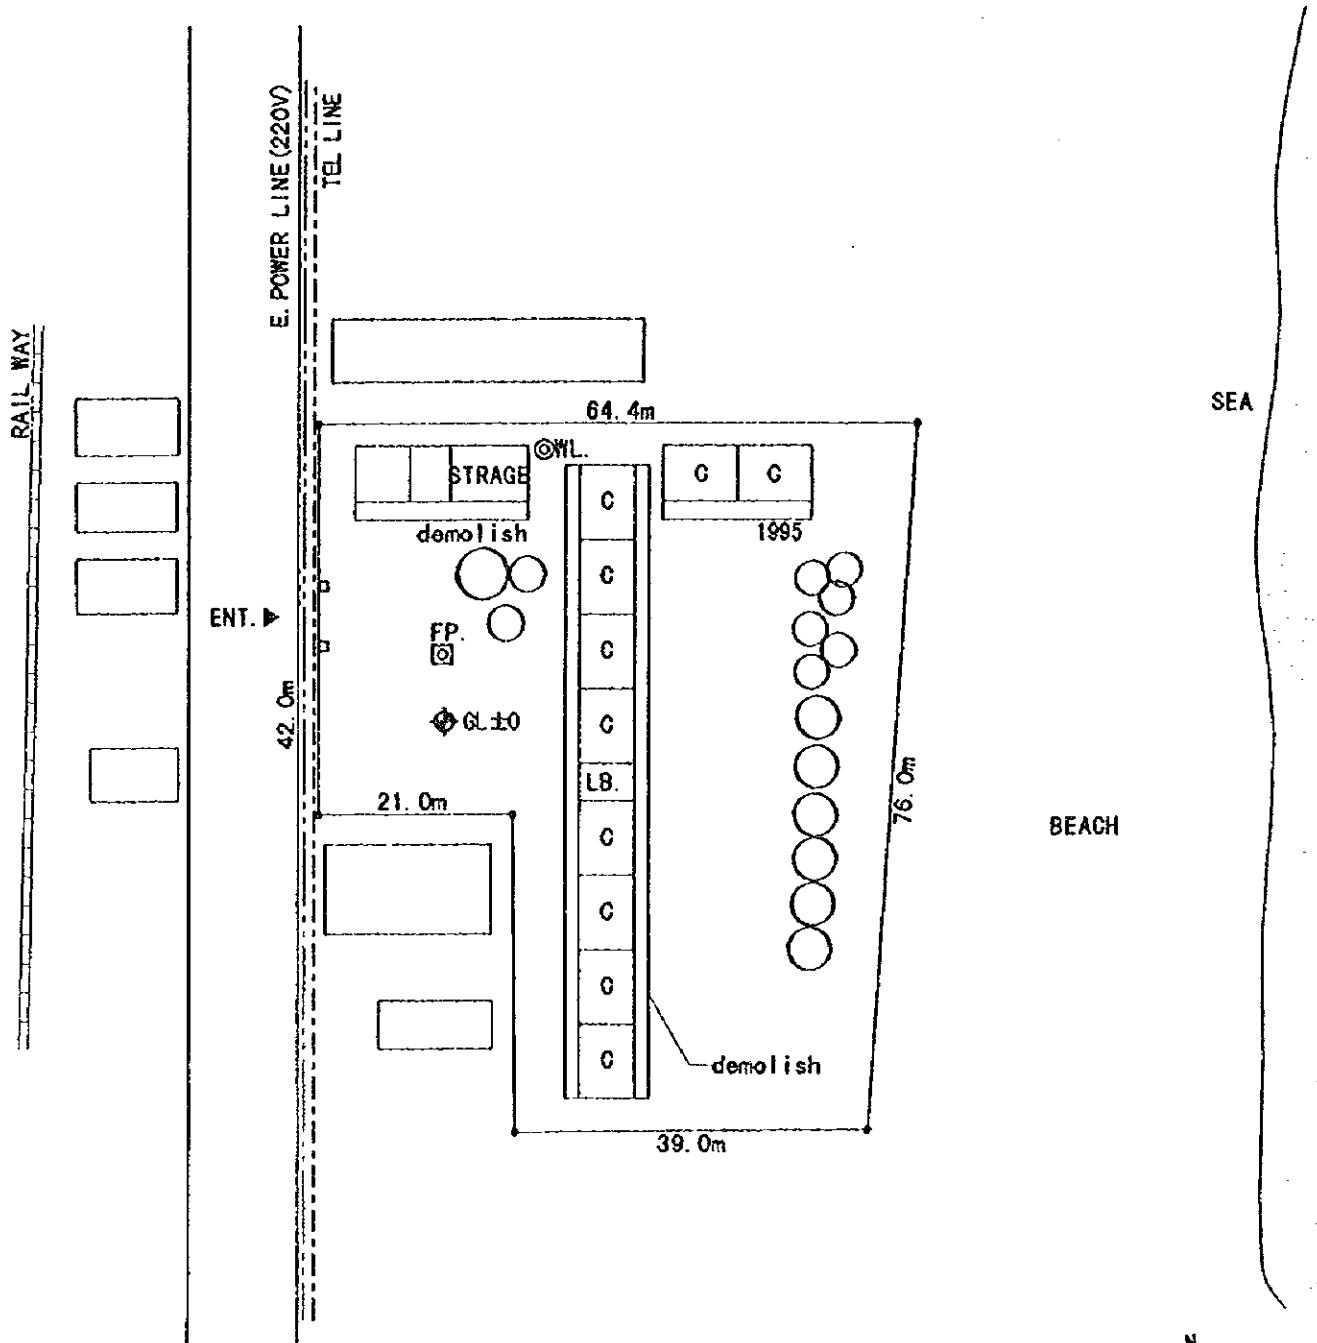 E. POWER LINE (220V)
TEL LINE
RAIL WAY
64.4m
SEA
WL.
STRAGE
C
C
C
demolish
1995
C
ENT.
FP.
C
42.0m
GL±0
C
LB.
76.0m
21.0m
C
BEACH
C
C
demolish
C
39.0m
N